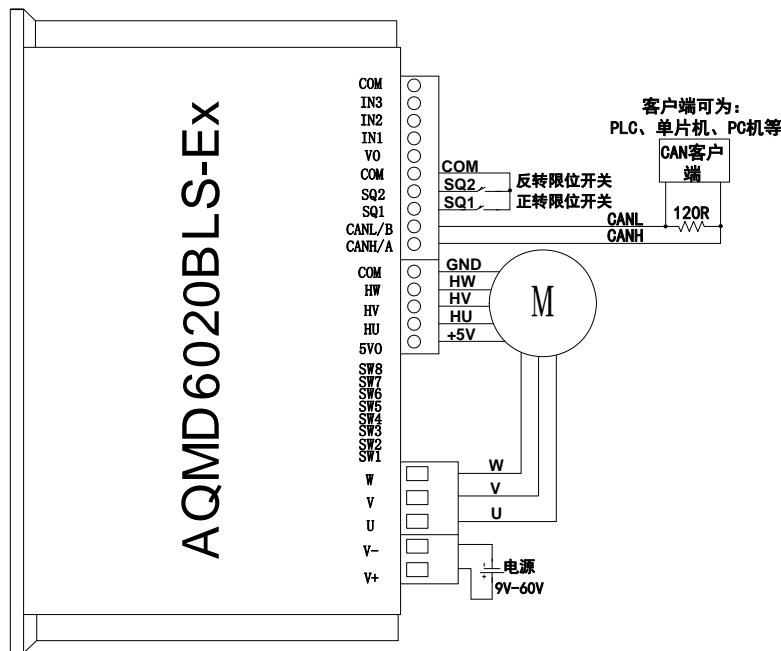 AQMD6020BLS-Ex
COM
IN3
IN2
IN1
VO
COM
SQ2
SQ1
CANL/B
CANH/A
COM
HW
HV
HU
5VO
SW8
SW7
SW6
SW5
SW4
SW3
SW2
SW1
W
V
U
V-
V+
COM
SQ2
反转限位开关
SQ1
正转限位开关
客户端可为：
PLC、单片机、PC机等
CAN客户
端
CANL
120R
CANH
GND
HW
HV
HU
+5V
M
W
V
U
电源
9V-60V